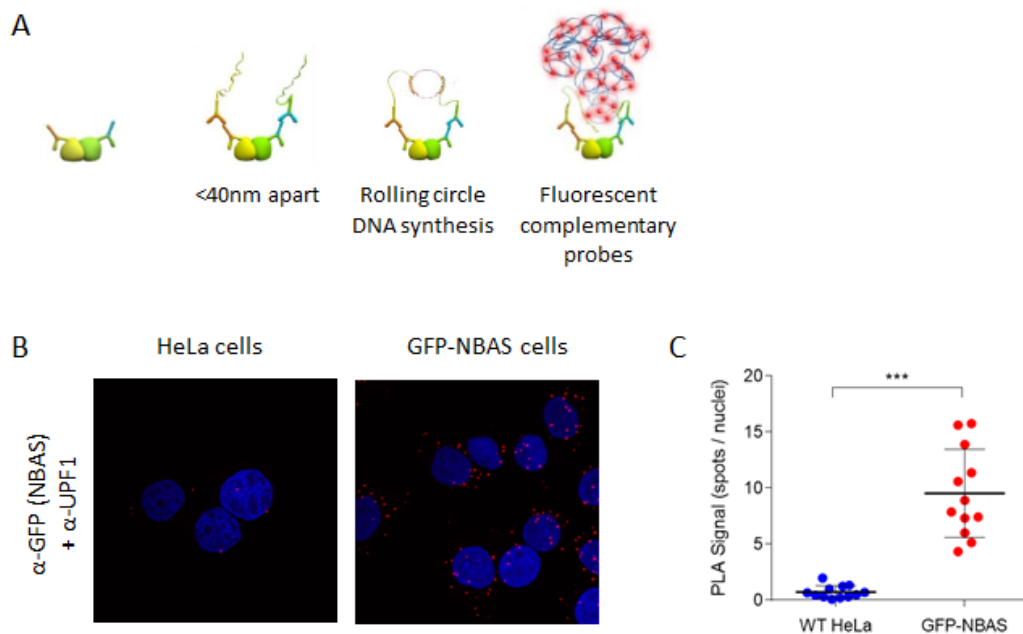 A
<40nm apart
Rolling circle
DNA synthesis
Fluorescent
complementary
probes
B
HeLa cells
GFP-NBAS cells
α-GFP (NBAS)
+ α-UPF1
C
PLA Signal (spots / nuclei)
20
15
10
5
0
***
WT HeLa
GFP-NBAS